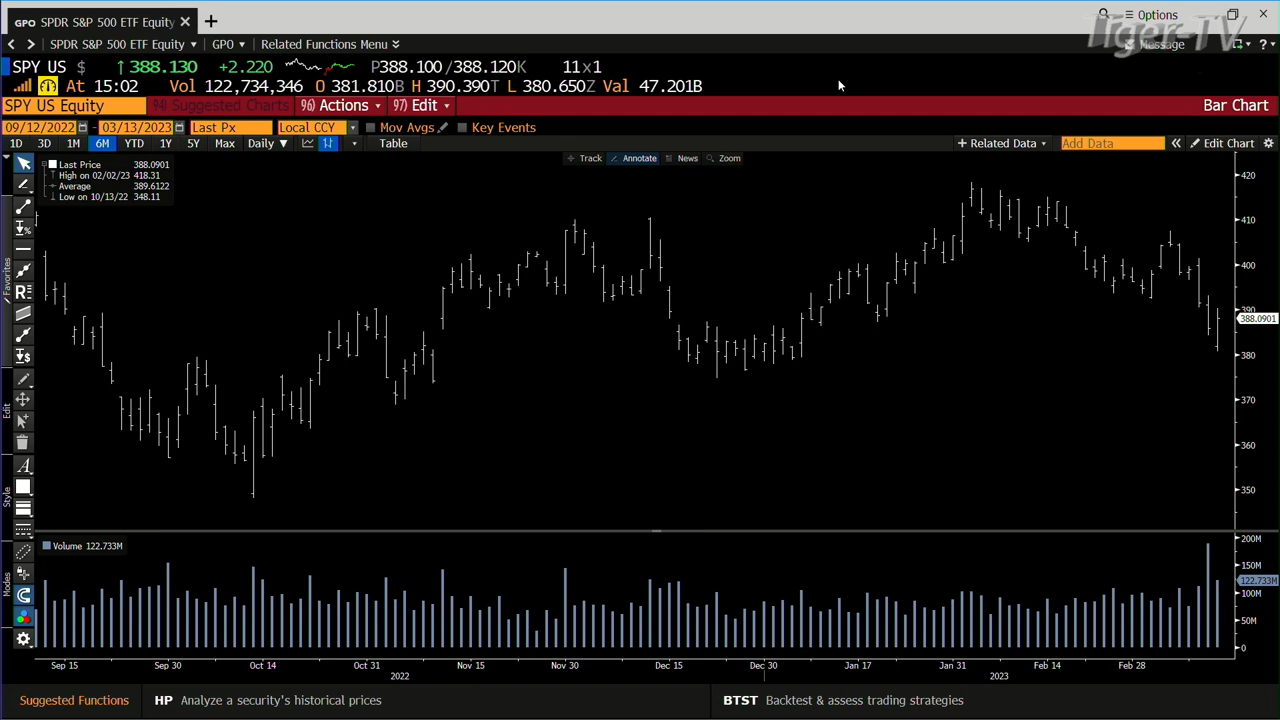 GPO SPDR S&P 500 ETF Equity
Options
SPDR S&P 500 ETF Equity GPO Related Functions Menu
Message
Tiger-TV
SPY US $ ↑388.130 +2.220 P388.100/388.120K 11x1
At 15:02 Vol 122,734,346 O 381.810B H 390.390T L 380.650Z Val 47.201B
SPY US Equity 94) Suggested Charts 96) Actions 97) Edit Bar Chart
09/12/2022 - 03/13/2023 Last Px Local CCY Mov Avgs Key Events
1D 3D 1M 6M YTD 1Y 5Y Max Daily ▼ Table + Related Data Add Data « Edit Chart
Track Annotate News Zoom
Last Price 388.0901
High on 02/02/23 418.31
Average 389.6122
Low on 10/13/22 348.11
Favorites
Edit
Style
Modes
420
410
400
390
388.0901
380
370
360
350
Volume 122.733M
200M
150M
122.733M
100M
50M
0
Sep 15 Sep 30 Oct 14 Oct 31 Nov 15 Nov 30 Dec 15 Dec 30 Jan 17 Jan 31 Feb 14 Feb 28
2022 2023
Suggested Functions HP Analyze a security's historical prices BTST Backtest & assess trading strategies